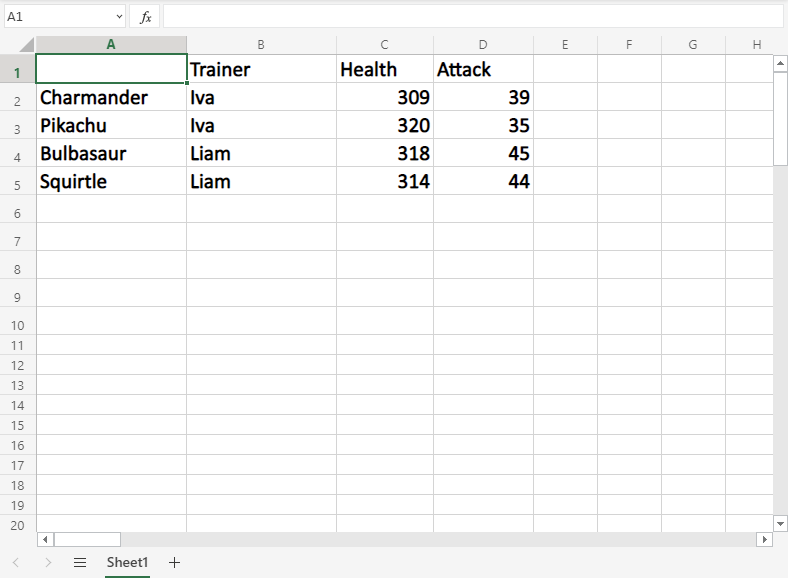 A1 fx
A B C D E F G H
1 Trainer Health Attack
2 Charmander Iva 309 39
3 Pikachu Iva 320 35
4 Bulbasaur Liam 318 45
5 Squirtle Liam 314 44
6
7
8
9
10
11
12
13
14
15
16
17
18
19
20
Sheet1